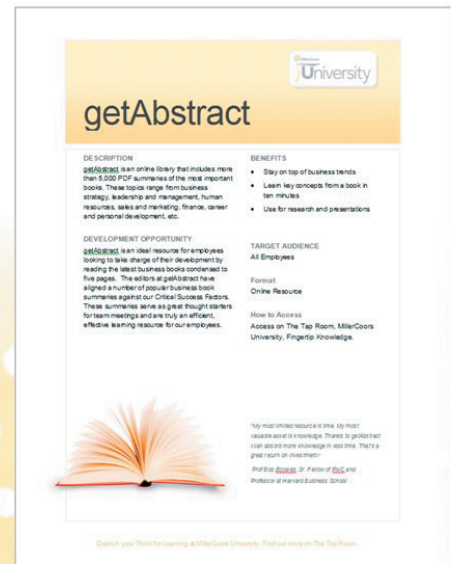 University
getAbstract
DESCRIPTION
getAbstract is an online library that includes more
than 5,000 PDF summaries of the most important
books. These topics range from business
strategy, leadership and management, human
resources, sales and marketing, finance, career
and personal development, etc.
DEVELOPMENT OPPORTUNITY
getAbstract is an ideal resource for employees
looking to take charge of their development by
reading the latest business books condensed to
five pages. The editors at getAbstract have
aligned a number of popular business book
summaries against our Critical Success Factors.
These summaries serve as great thought starters
for team meetings and are truly an efficient,
effective learning resource for our employees.
BENEFITS
• Stay on top of business trends
• Learn key concepts from a book in
ten minutes
• Use for research and presentations
TARGET AUDIENCE
All Employees
Format
Online Resource
How to Access
Access on The Tap Room, MillerCoors
University, Fingertip Knowledge.
"My most limited resource is time. My most
valuable asset is knowledge. Thanks to getAbstract
I can absorb more knowledge in less time. That's a
great return on investment!"
Prof Bob Eccles, Sr. Fellow of PwC and
Professor at Harvard Business School
Quench your Thirst for Learning at MillerCoors University. Find out more on The Tap Room.